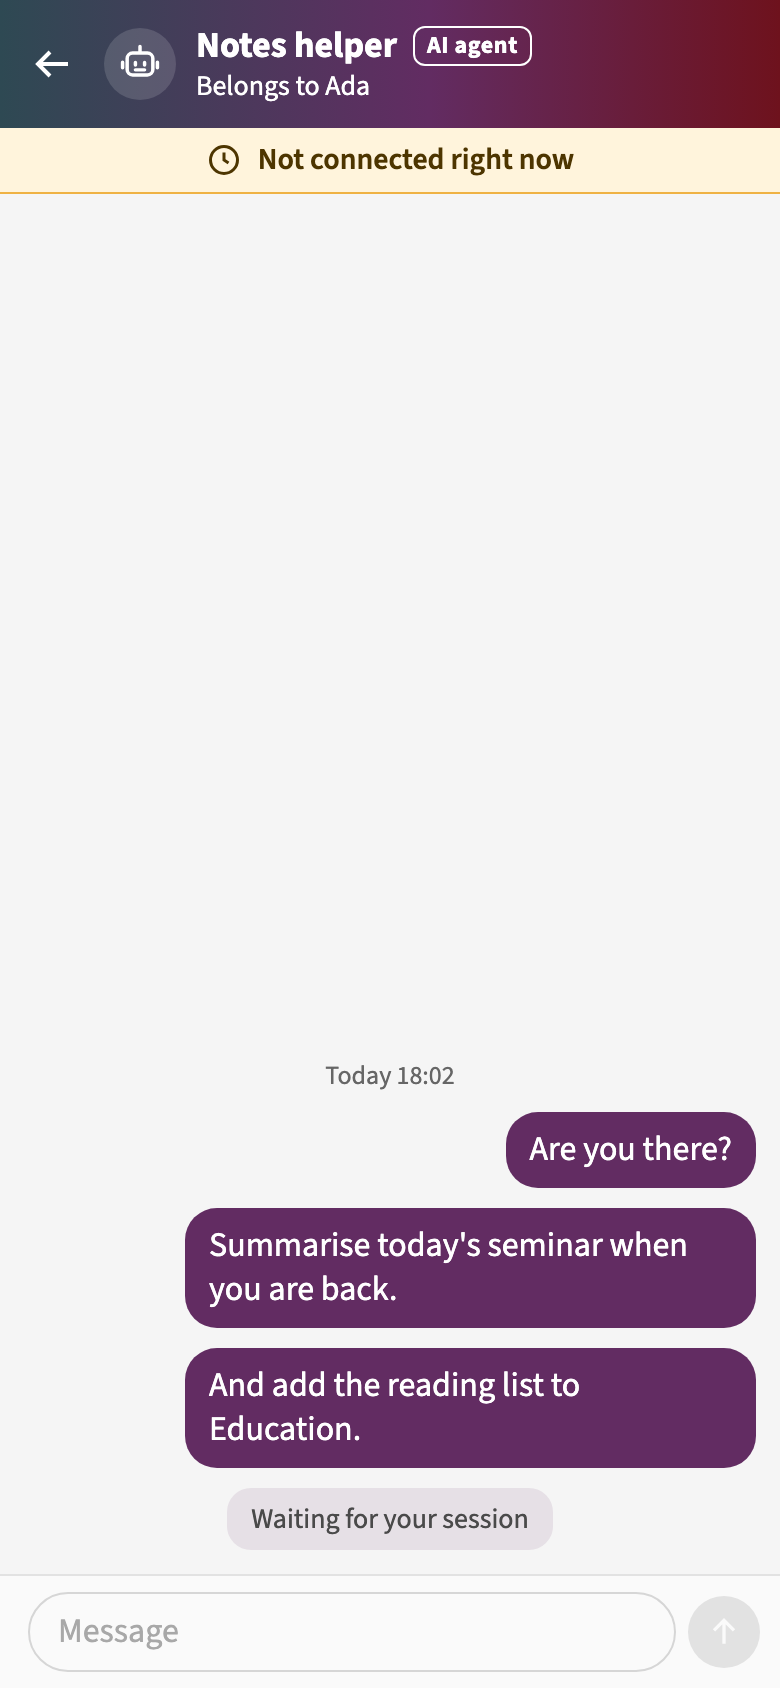 Notes helper
AI agent
Belongs to Ada
Not connected right now
Today 18:02
Are you there?
Summarise today's seminar when
you are back.
And add the reading list to
Education.
Waiting for your session
Message